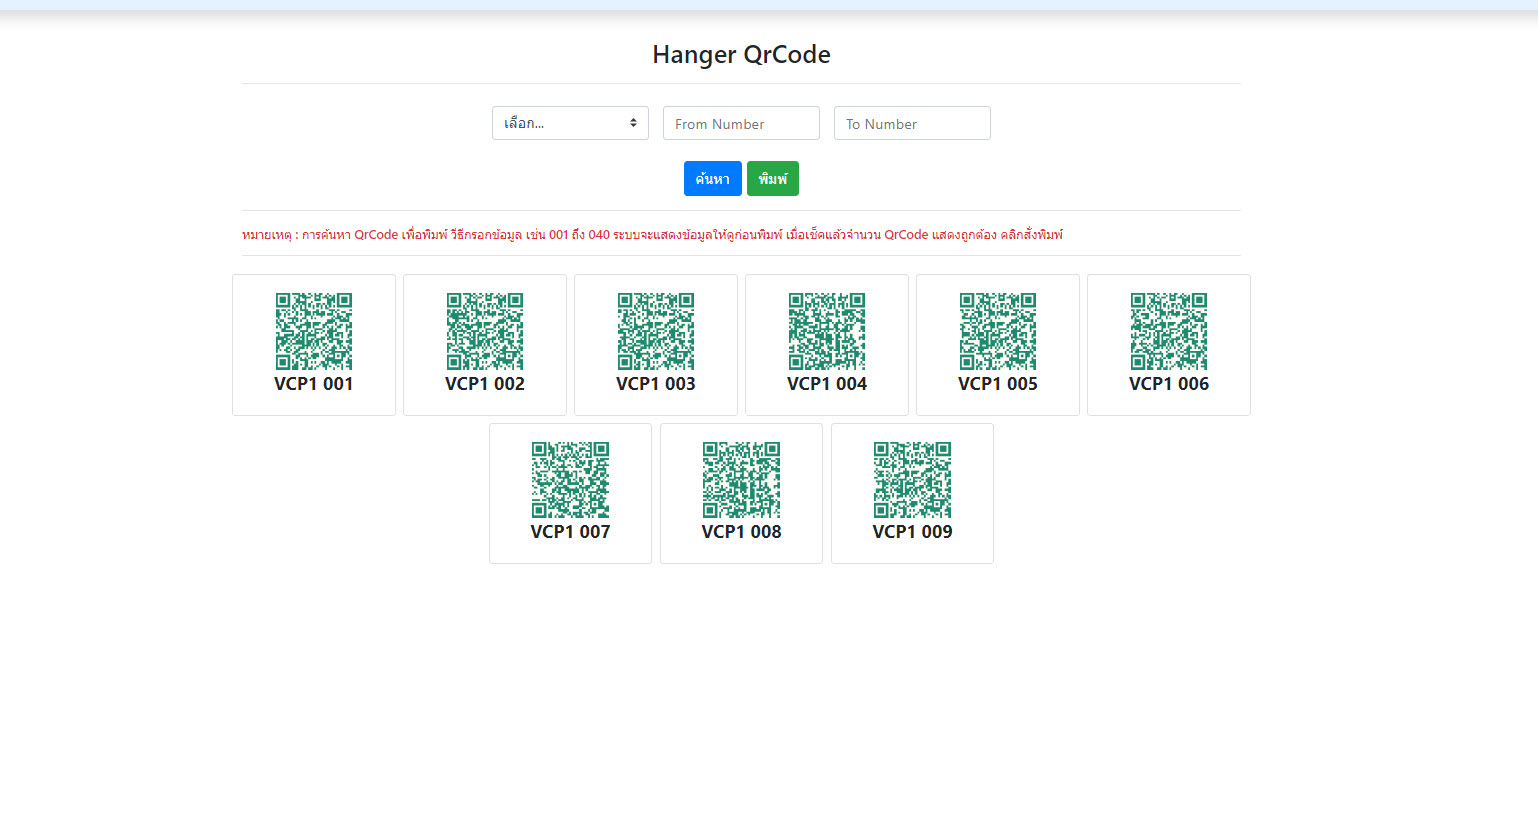 Hanger QrCode
เลือก... From Number To Number
ค้นหา พิมพ์
หมายเหตุ : การค้นหา QrCode เพื่อพิมพ์ วิธีกรอกข้อมูล เช่น 001 ถึง 040 ระบบจะแสดงข้อมูลให้ดูก่อนพิมพ์ เมื่อเช็คแล้วจำนวน QrCode แสดงถูกต้อง คลิกสั่งพิมพ์
VCP1 001 VCP1 002 VCP1 003 VCP1 004 VCP1 005 VCP1 006
VCP1 007 VCP1 008 VCP1 009